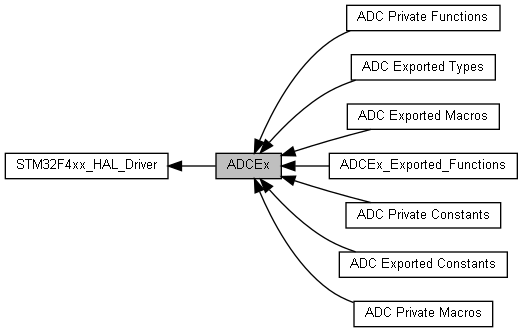 ADC Private Functions
ADC Exported Types
ADC Exported Macros
STM32F4xx_HAL_Driver
ADCEx
ADCEx_Exported_Functions
ADC Private Constants
ADC Exported Constants
ADC Private Macros